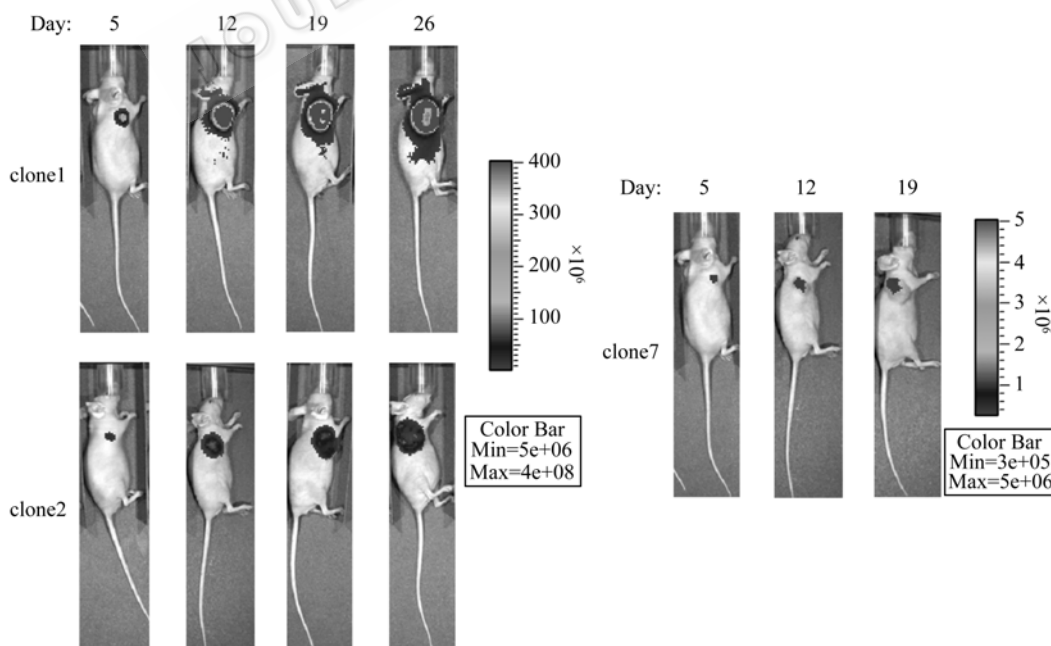 Day: 5 12 19 26
clone1
400
300
200
100
×10⁶
clone2
Color Bar
Min=5e+06
Max=4e+08
Day: 5 12 19
clone7
5
4
3
2
1
×10⁶
Color Bar
Min=3e+05
Max=5e+06